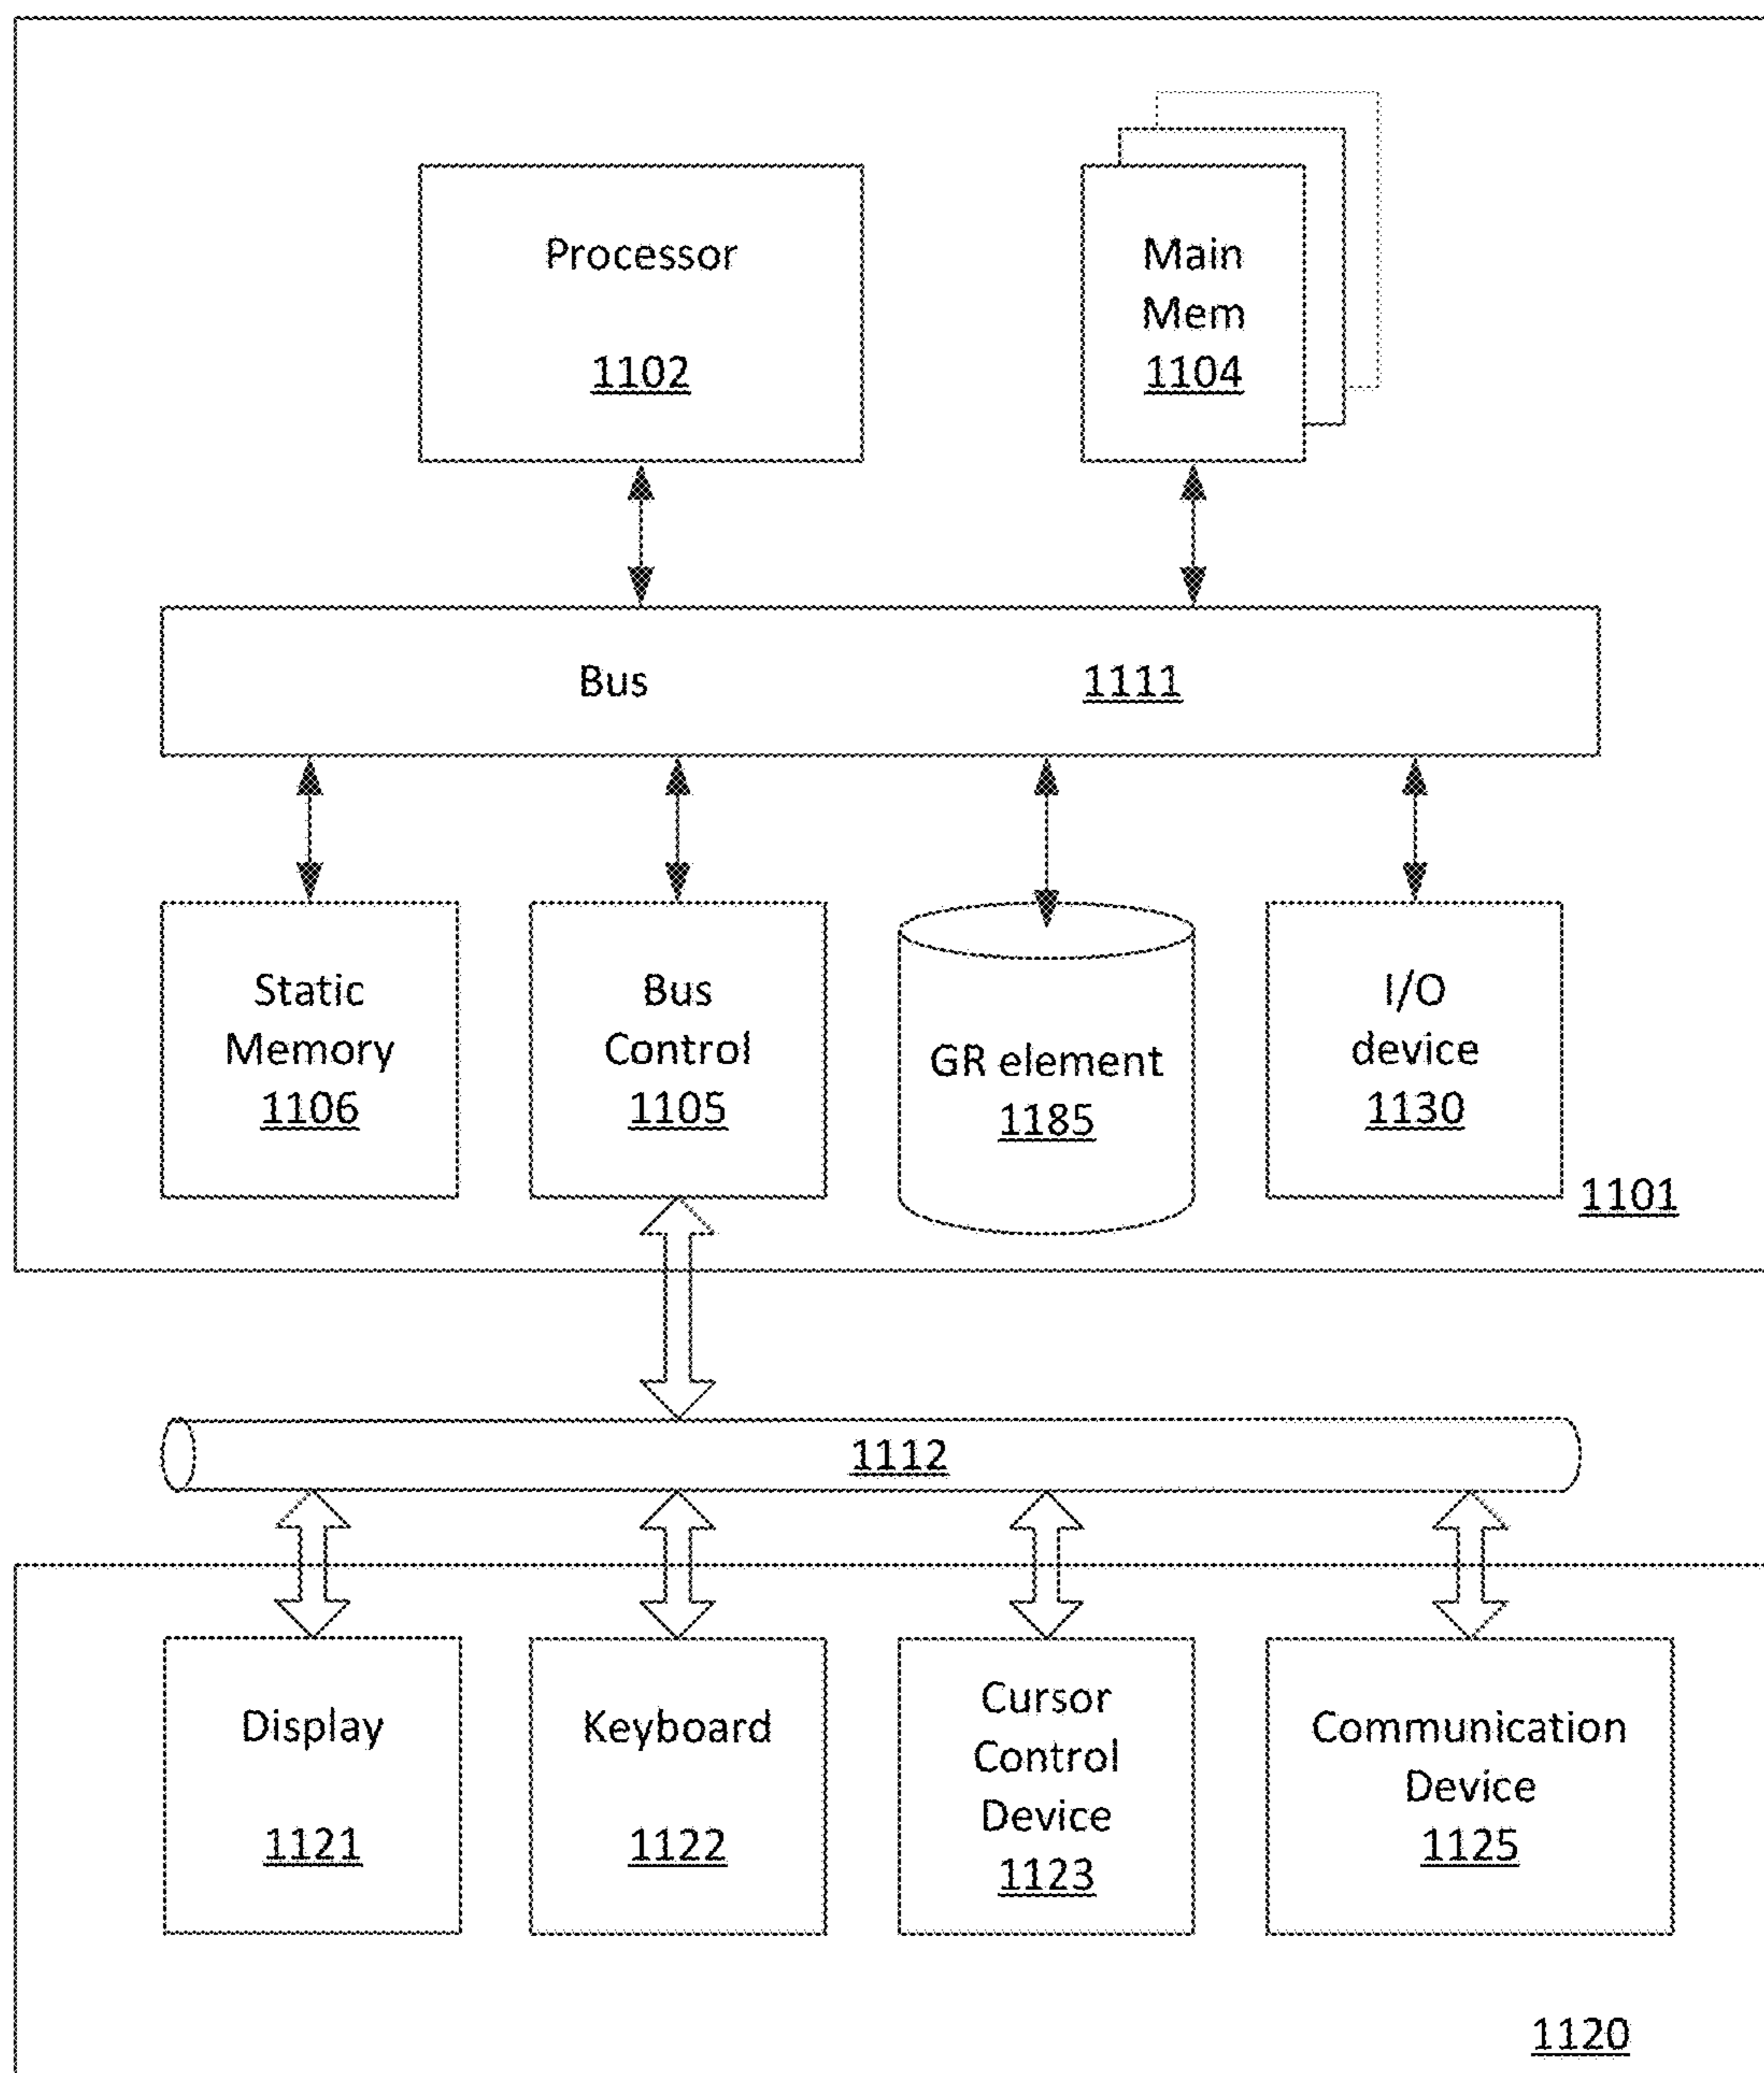 Processor
1102
Main
Mem
1104
Bus
1111
Static
Memory
1106
Bus
Control
1105
GR element
1185
I/O
device
1130
1101
1112
Display
1121
Keyboard
1122
Cursor
Control
Device
1123
Communication
Device
1125
1120